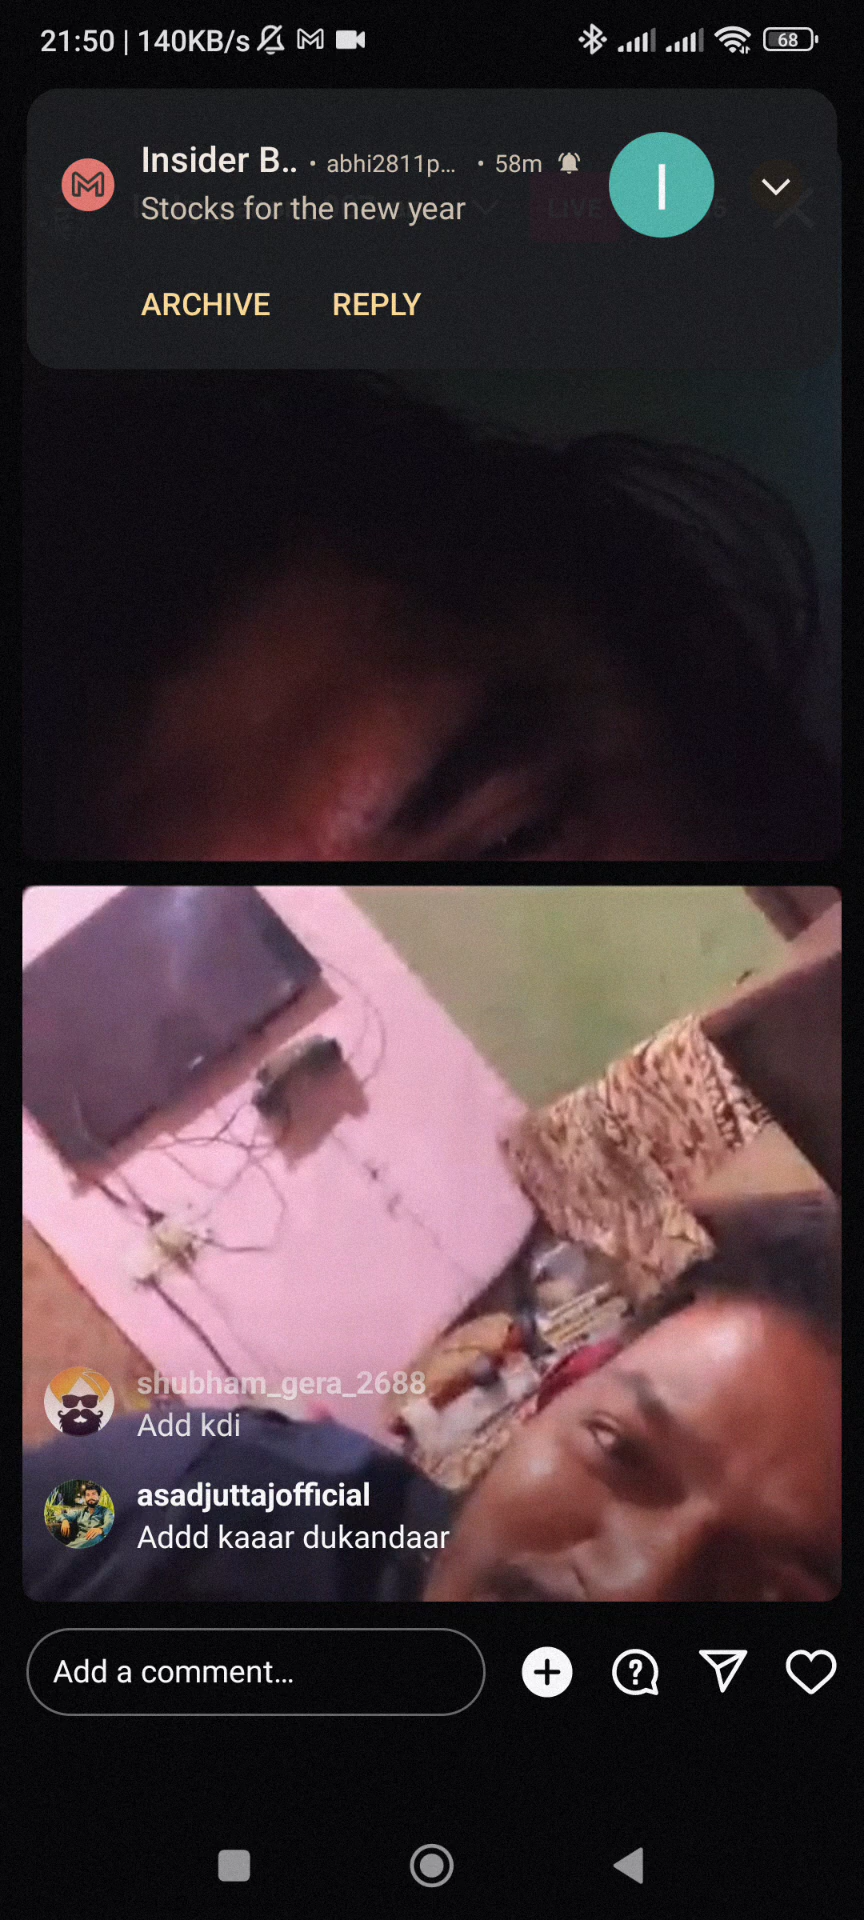 21:50 | 140KB/s
68
Insider B.. • abhi2811p... • 58m
I
Stocks for the new year
LIVE
ARCHIVE REPLY
shubham_gera_2688
Add kdi
asadjuttajofficial
Addd kaaar dukandaar
Add a comment...